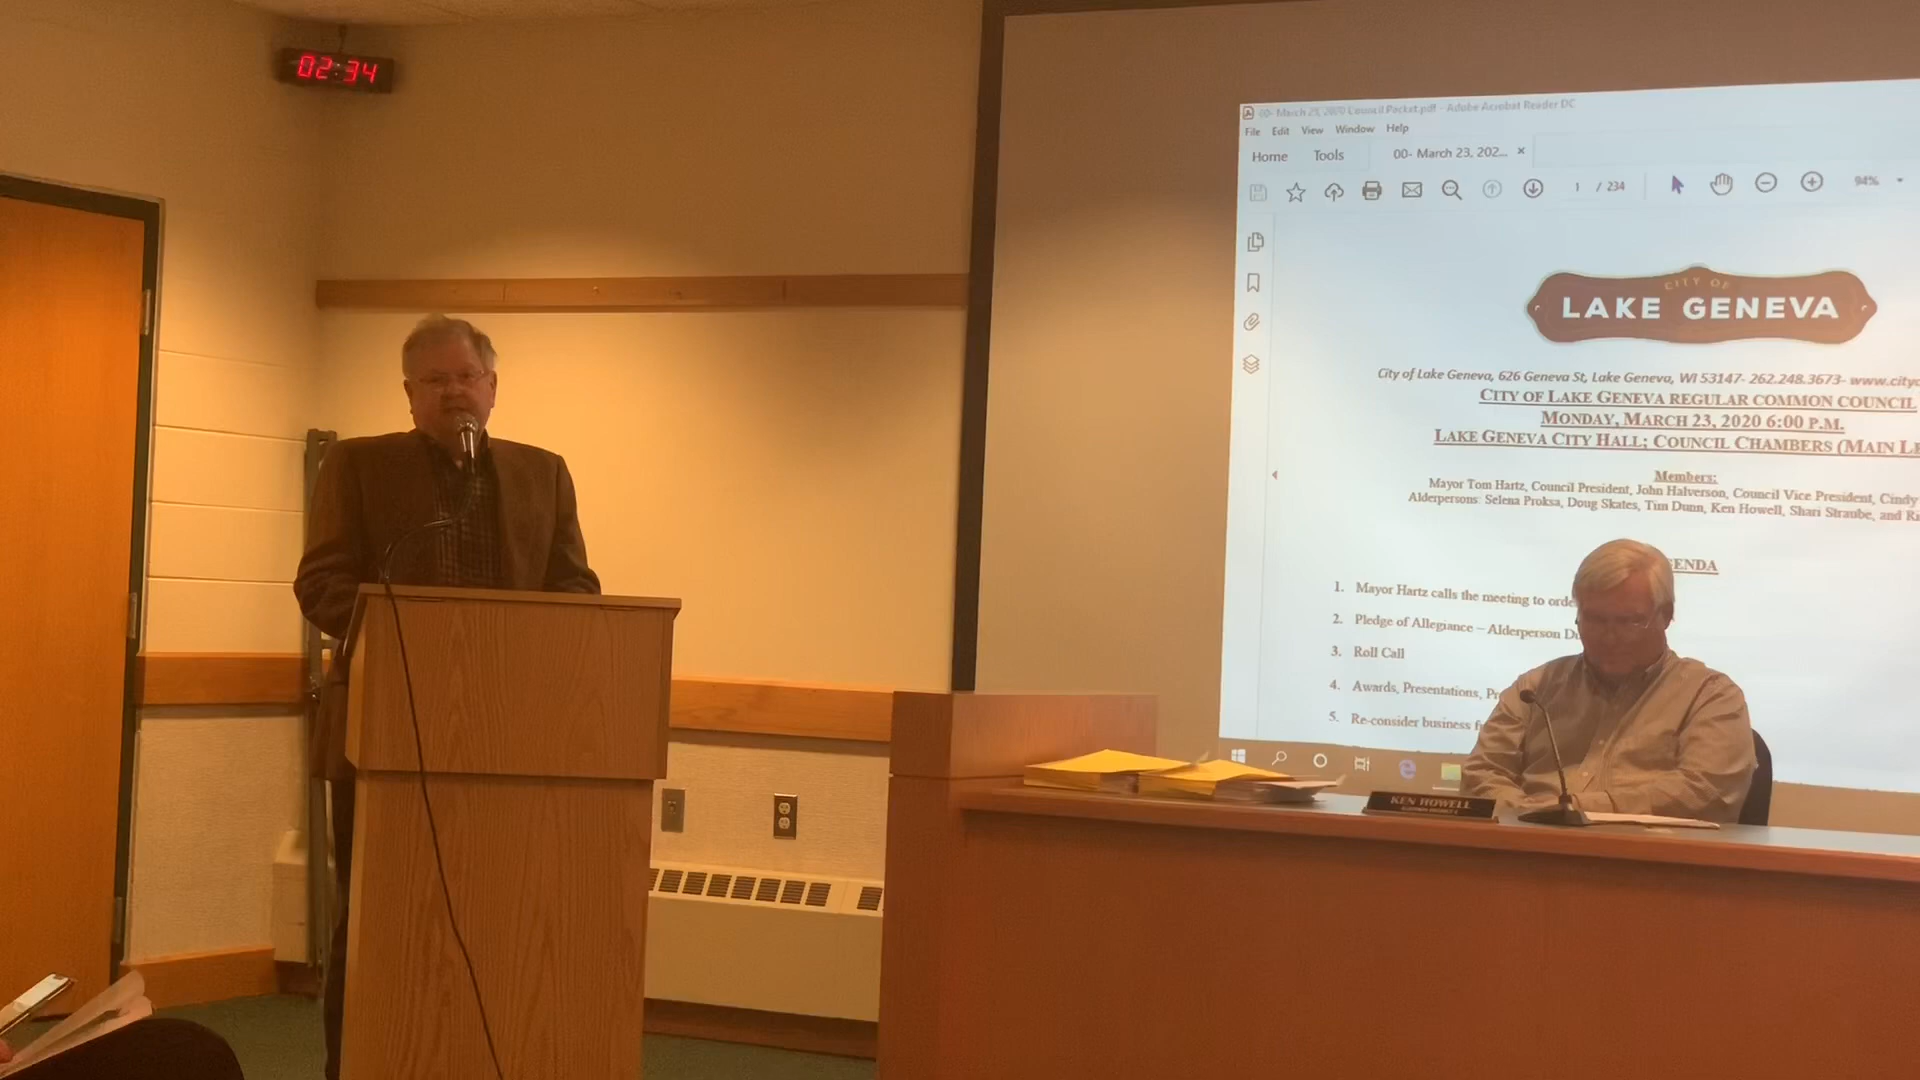 02:34
00- March 23, 2020 Council Packet.pdf - Adobe Acrobat Reader DC
File Edit View Window Help
Home Tools 00- March 23, 202... ×
1 / 234 94%
CITY OF
LAKE GENEVA
City of Lake Geneva, 626 Geneva St, Lake Geneva, WI 53147- 262.248.3673- www.cityo
CITY OF LAKE GENEVA REGULAR COMMON COUNCIL
MONDAY, MARCH 23, 2020 6:00 P.M.
LAKE GENEVA CITY HALL; COUNCIL CHAMBERS (MAIN LE
Members:
Mayor Tom Hartz, Council President, John Halverson, Council Vice President, Cindy
Alderpersons: Selena Proksa, Doug Skates, Tim Dunn, Ken Howell, Shari Straube, and Ri
GENDA
1. Mayor Hartz calls the meeting to orde
2. Pledge of Allegiance – Alderperson Du
3. Roll Call
4. Awards, Presentations, Pr
5. Re-consider business f
KEN HOWELL